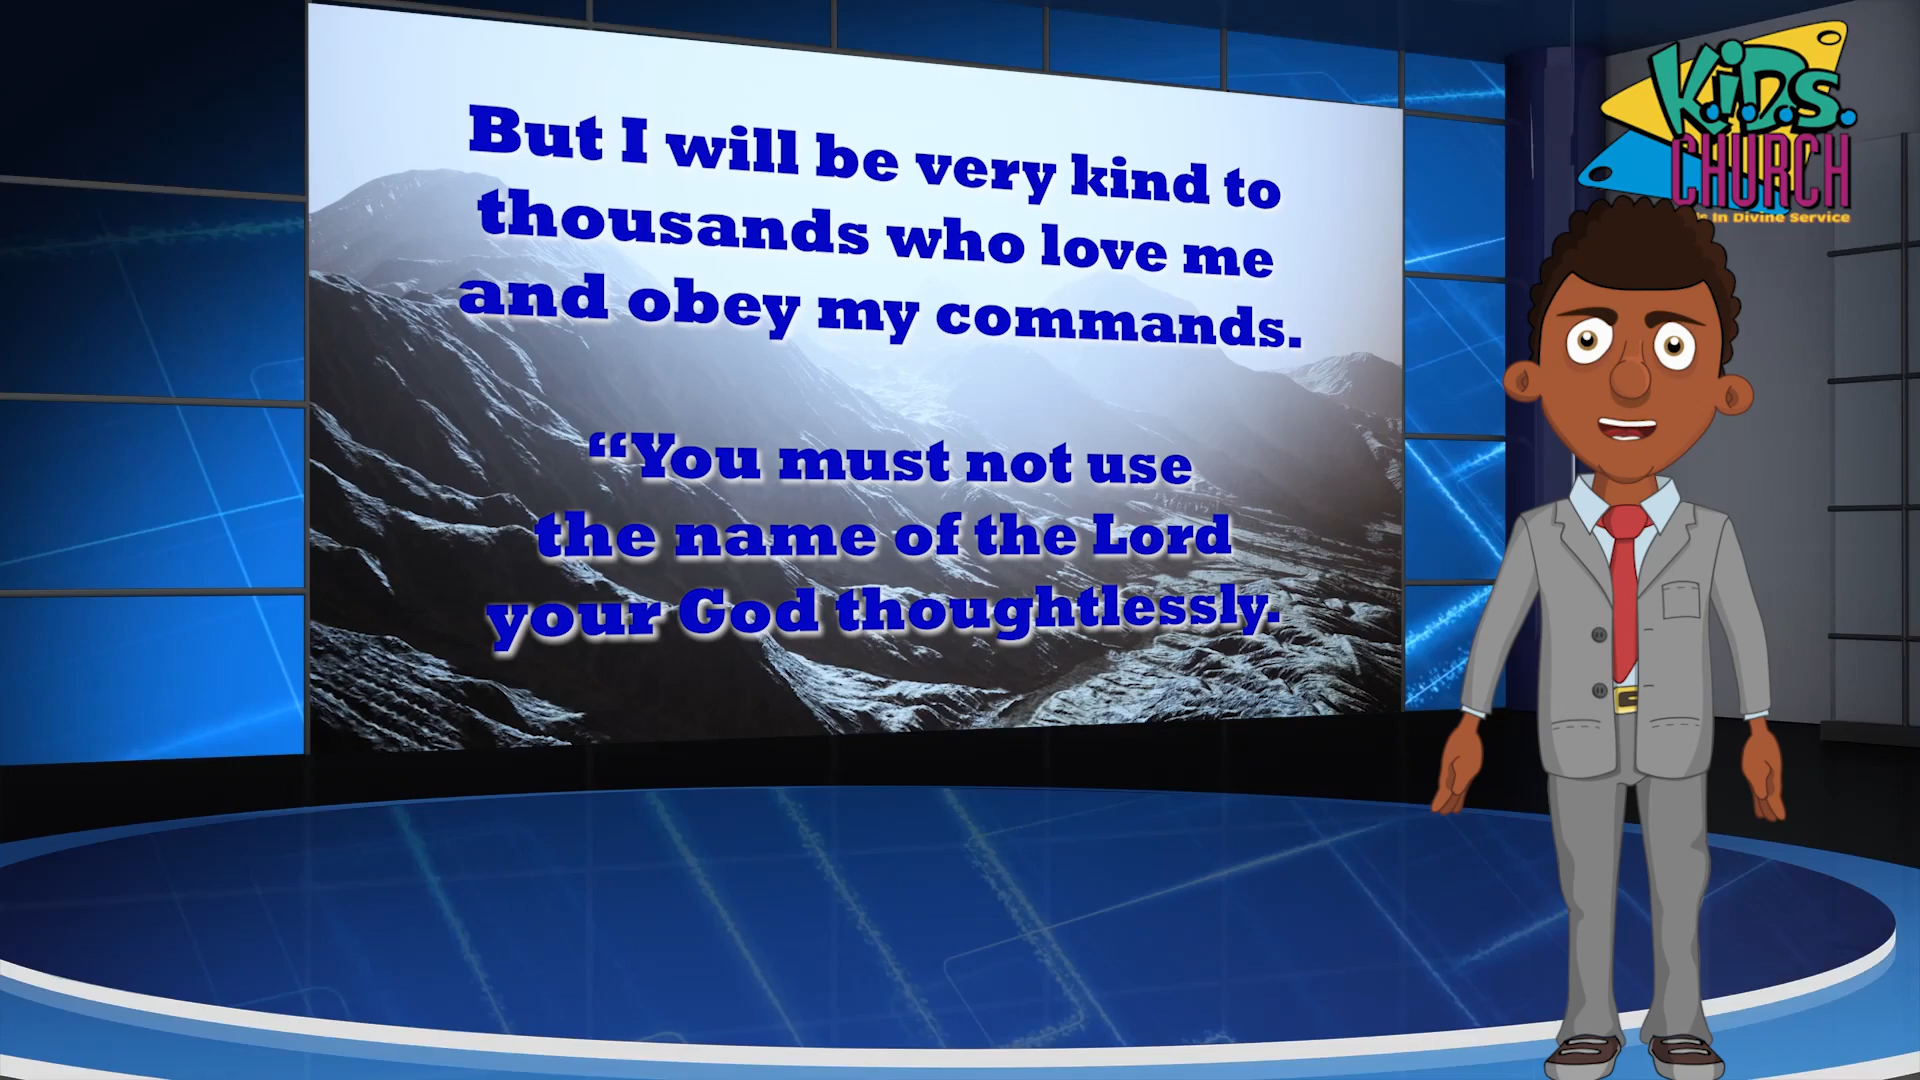 But I will be very kind to
thousands who love me
and obey my commands.
“You must not use
the name of the Lord
your God thoughtlessly.
K.i.D.S.
CHURCH
In Divine Service